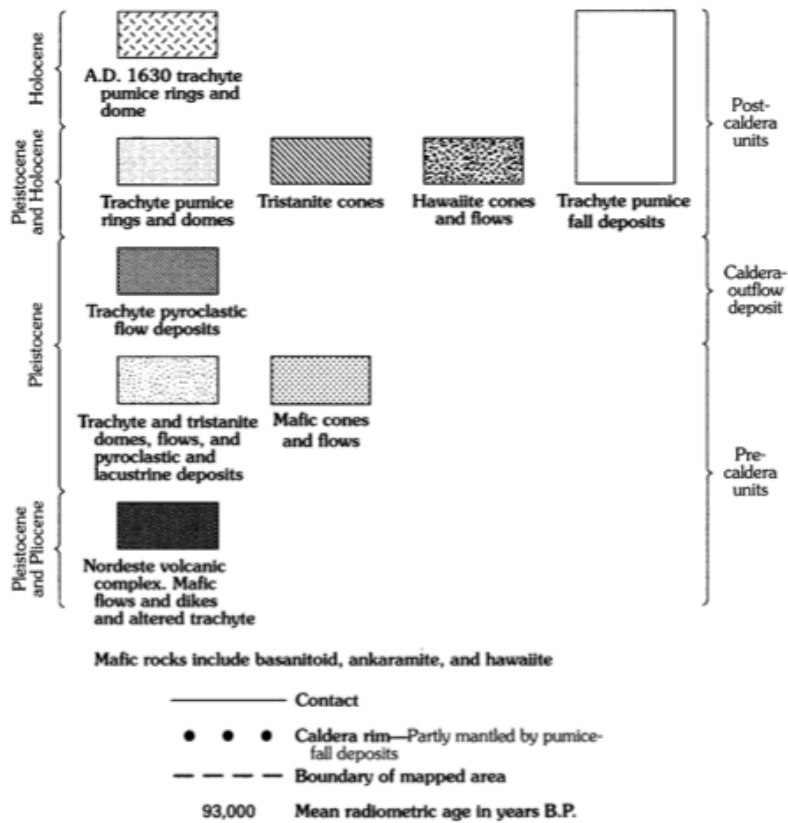 Holocene
A.D. 1630 trachyte
pumice rings and
dome
Post-
caldera
units
Pleistocene
and Holocene
Trachyte pumice
rings and domes
Tristanite cones
Hawaiite cones
and flows
Trachyte pumice
fall deposits
Pleistocene
Trachyte pyroclastic
flow deposits
Caldera-
outflow
deposit
Trachyte and tristanite
domes, flows, and
pyroclastic and
lacustrine deposits
Mafic cones
and flows
Pre-
caldera
units
Pleistocene
and Pliocene
Nordeste volcanic
complex. Mafic
flows and dikes
and altered trachyte
Mafic rocks include basanitoid, ankaramite, and hawaiite
Contact
Caldera rim—Partly mantled by pumice-
fall deposits
Boundary of mapped area
93,000 Mean radiometric age in years B.P.